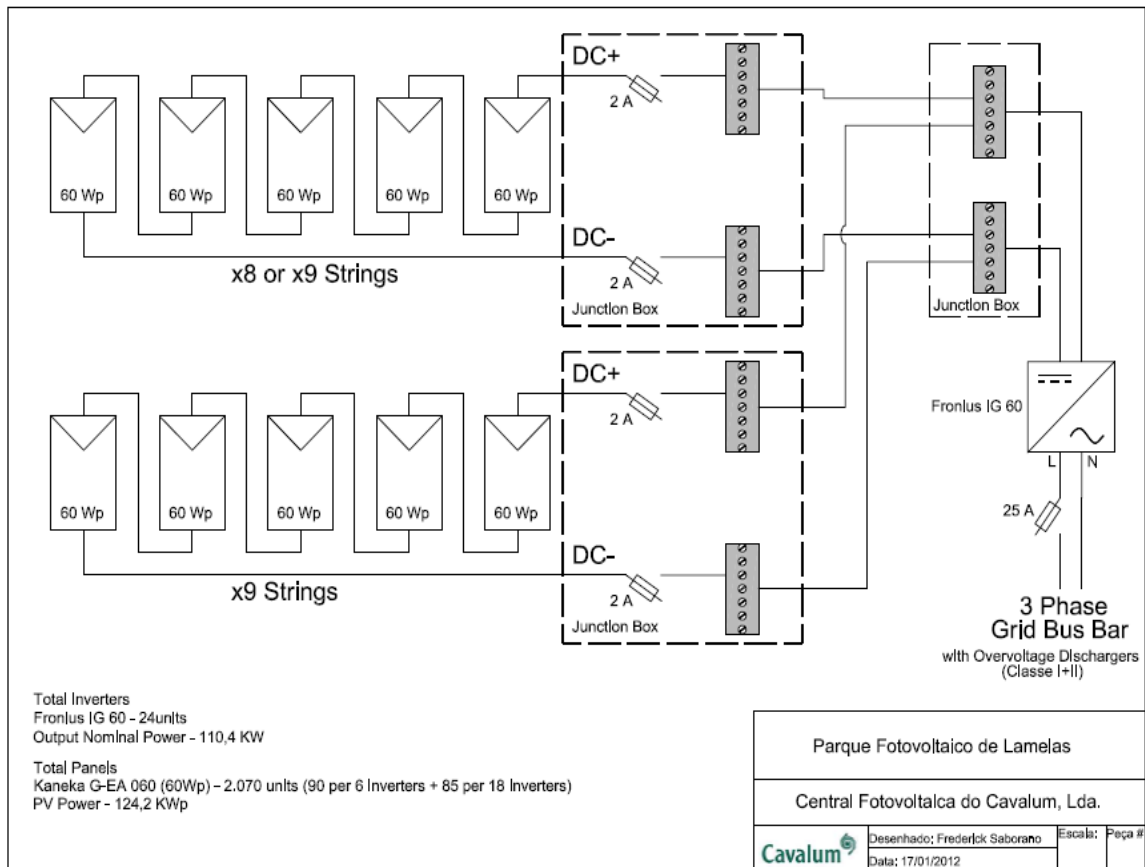 DC+
2 A
60 Wp
60 Wp
60 Wp
60 Wp
60 Wp
DC-
2 A
x8 or x9 Strings
Junction Box
Junction Box
DC+
2 A
60 Wp
60 Wp
60 Wp
60 Wp
60 Wp
DC-
2 A
x9 Strings
Junction Box
Fronius IG 60
L
N
25 A
3 Phase
Grid Bus Bar
with Overvoltage Dischargers
(Classe I+II)
Total Inverters
Fronius IG 60 - 24units
Output Nominal Power - 110,4 KW
Total Panels
Kaneka G-EA 060 (60Wp) - 2.070 units (90 per 6 Inverters + 85 per 18 Inverters)
PV Power - 124,2 KWp
Parque Fotovoltaico de Lamelas
Central Fotovoltaica do Cavalum, Lda.
Cavalum
Desenhado: Frederick Saborano
Escala:
Peça #
Data: 17/01/2012